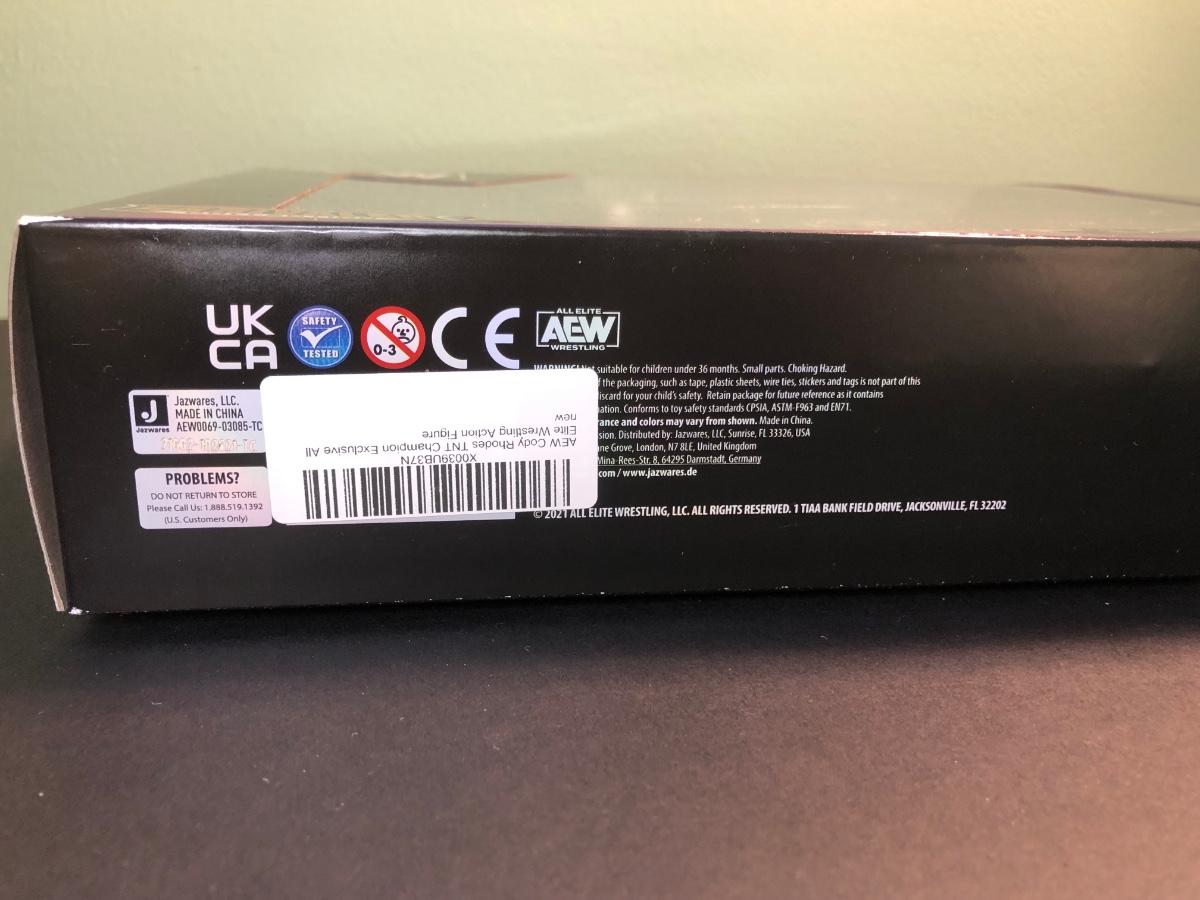 UK
CA
SAFETY
TESTED
0-3
CE
ALL ELITE
AEW
WRESTLING
Jazwares
Jazwares, LLC.
MADE IN CHINA
AEW0069-03085-TC
PROBLEMS?
DO NOT RETURN TO STORE
Please Call Us: 1.888.519.1392
(U.S. Customers Only)
X0039UB37N
AEW Cody Rhodes TNT Champion Exclusive All
Elite Wrestling Action Figure
new
WARNING! suitable for children under 36 months. Small parts. Choking Hazard.
f the packaging, such as tape, plastic sheets, wire ties, stickers and tags is not part of this
iscard for your child's safety. Retain package for future reference as it contains
ation. Conforms to toy safety standards CPSIA, ASTM-F963 and EN71.
rance and colors may vary from shown. Made in China.
sion. Distributed by: Jazwares, LLC, Sunrise, FL 33326, USA
ne Grove, London, N7 8LE, United Kingdom
Mina-Rees-Str. 8, 64295 Darmstadt, Germany
com / www.jazwares.de
© 2021 ALL ELITE WRESTLING, LLC. ALL RIGHTS RESERVED. 1 TIAA BANK FIELD DRIVE, JACKSONVILLE, FL 32202